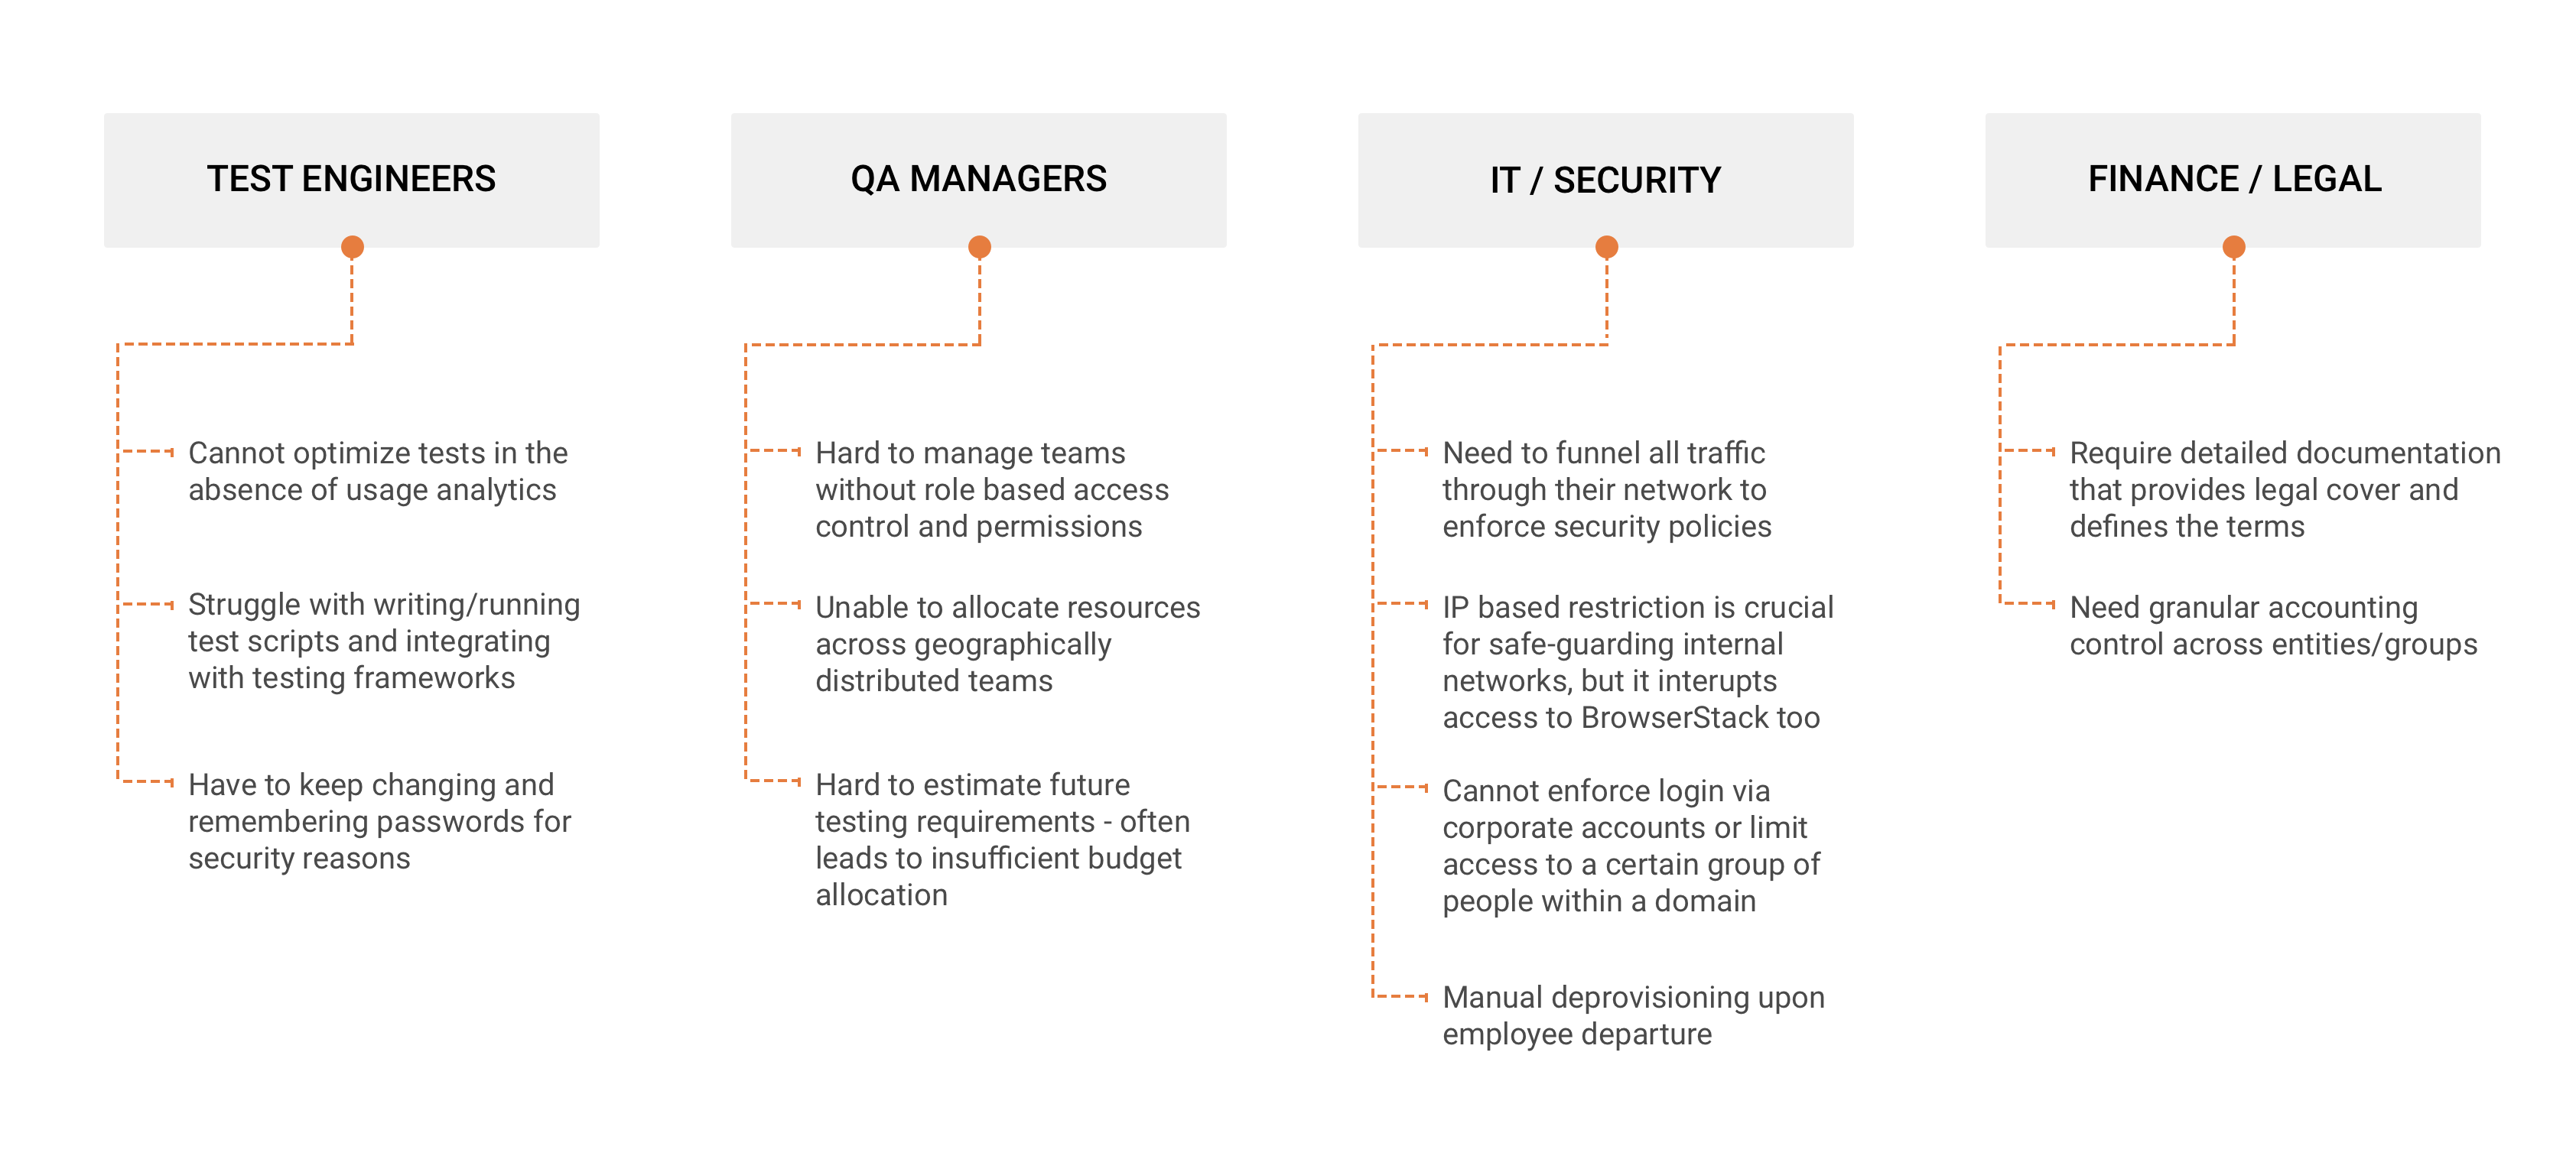 TEST ENGINEERS
Cannot optimize tests in the
absence of usage analytics
Struggle with writing/running
test scripts and integrating
with testing frameworks
Have to keep changing and
remembering passwords for
security reasons
QA MANAGERS
Hard to manage teams
without role based access
control and permissions
Unable to allocate resources
across geographically
distributed teams
Hard to estimate future
testing requirements - often
leads to insufficient budget
allocation
IT / SECURITY
Need to funnel all traffic
through their network to
enforce security policies
IP based restriction is crucial
for safe-guarding internal
networks, but it interupts
access to BrowserStack too
Cannot enforce login via
corporate accounts or limit
access to a certain group of
people within a domain
Manual deprovisioning upon
employee departure
FINANCE / LEGAL
Require detailed documentation
that provides legal cover and
defines the terms
Need granular accounting
control across entities/groups